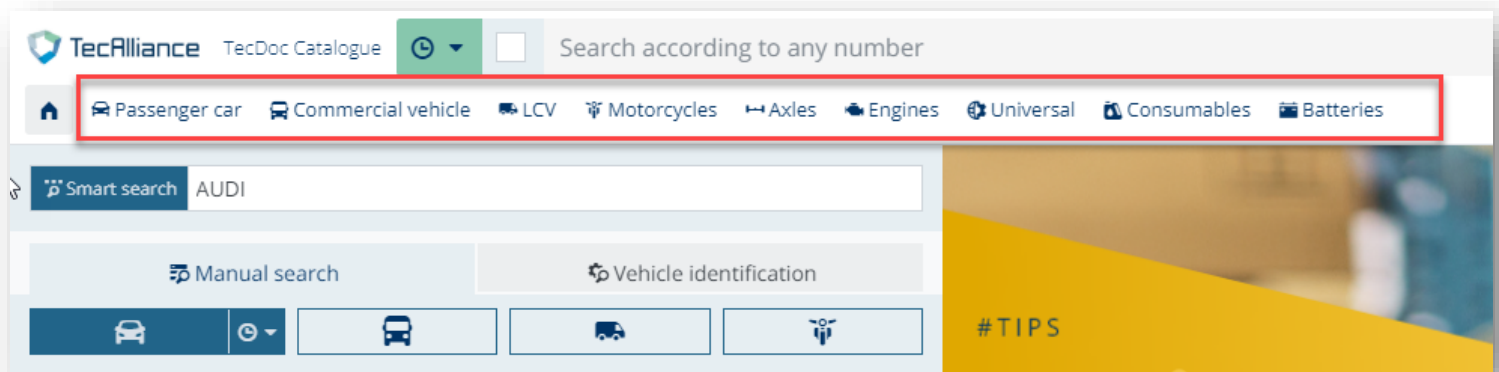 TecAlliance TecDoc Catalogue Search according to any number
Passenger car Commercial vehicle LCV Motorcycles Axles Engines Universal Consumables Batteries
Smart search AUDI
Manual search Vehicle identification
#TIPS